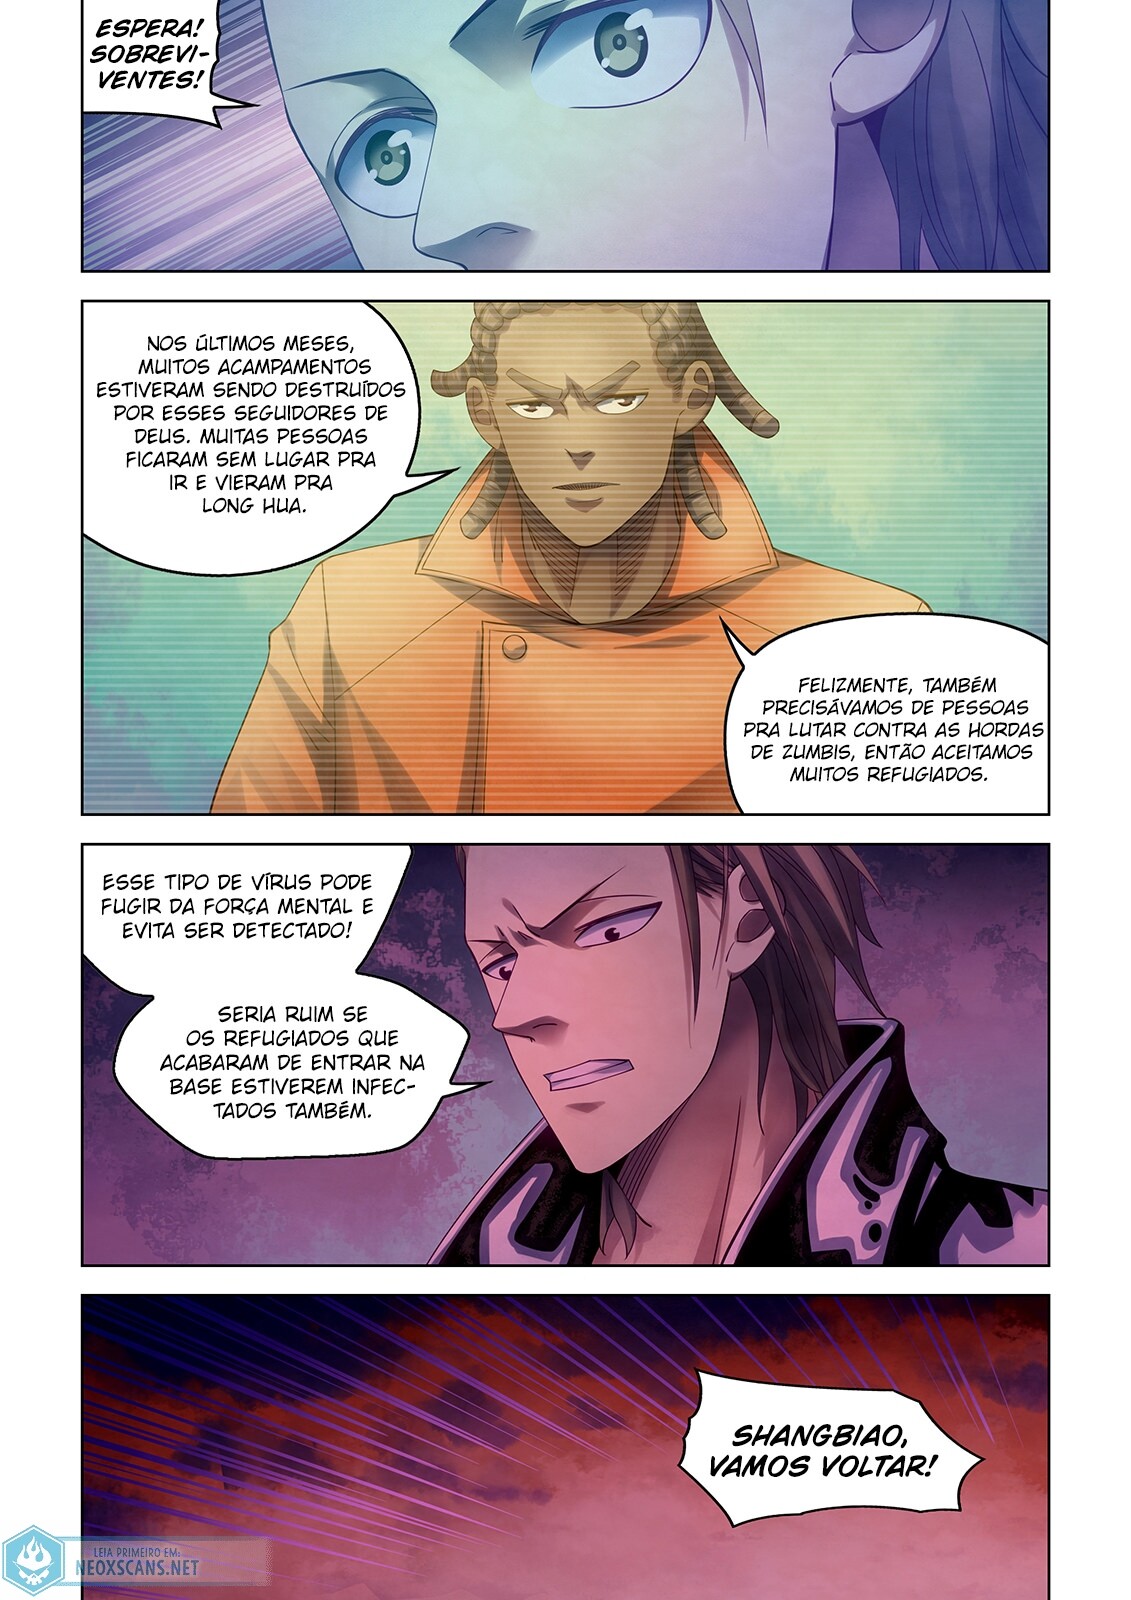 ESPERA!
SOBREVI-
VENTES!
NOS ÚLTIMOS MESES,
MUITOS ACAMPAMENTOS
ESTIVERAM SENDO DESTRUÍDOS
POR ESSES SEGUIDORES DE
DEUS. MUITAS PESSOAS
FICARAM SEM LUGAR PRA
IR E VIERAM PRA
LONG HUA.
FELIZMENTE, TAMBÉM
PRECISÁVAMOS DE PESSOAS
PRA LUTAR CONTRA AS HORDAS
DE ZUMBIS, ENTÃO ACEITAMOS
MUITOS REFUGIADOS.
ESSE TIPO DE VÍRUS PODE
FUGIR DA FORÇA MENTAL E
EVITA SER DETECTADO!
SERIA RUIM SE
OS REFUGIADOS QUE
ACABARAM DE ENTRAR NA
BASE ESTIVEREM INFEC-
TADOS TAMBÉM.
SHANGBIAO,
VAMOS VOLTAR!
LEIA PRIMEIRO EM:
NEOXSCANS.NET